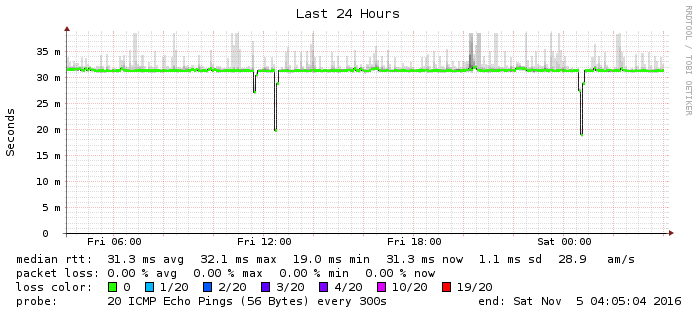 Last 24 Hours
RRDTOOL / TOBI OETIKER
Seconds
35 m
30 m
25 m
20 m
15 m
10 m
5 m
0
Fri 06:00 Fri 12:00 Fri 18:00 Sat 00:00
median rtt: 31.3 ms avg 32.1 ms max 19.0 ms min 31.3 ms now 1.1 ms sd 28.9 am/s
packet loss: 0.00 % avg 0.00 % max 0.00 % min 0.00 % now
loss color: 0 1/20 2/20 3/20 4/20 10/20 19/20
probe: 20 ICMP Echo Pings (56 Bytes) every 300s end: Sat Nov 5 04:05:04 2016